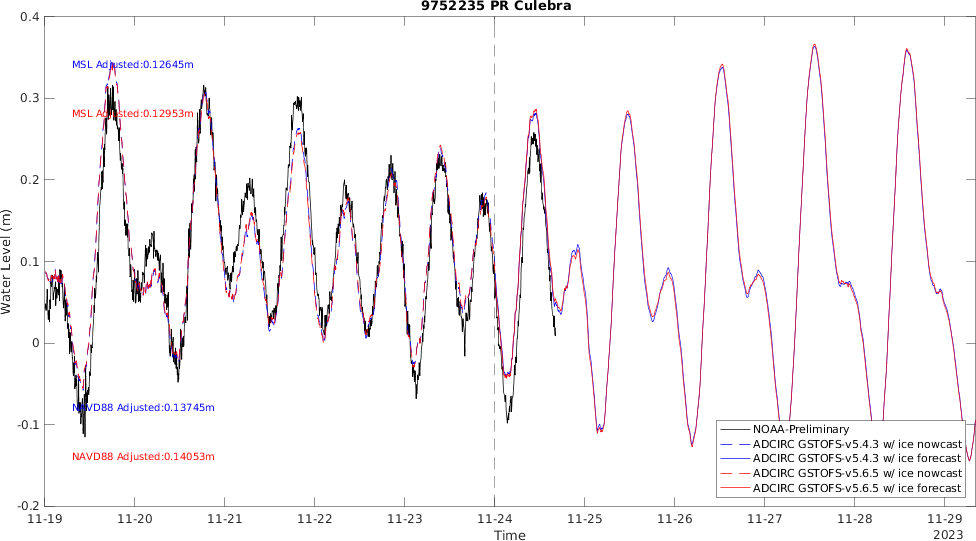 9752235 PR Culebra
0.4
0.3
0.2
0.1
0
-0.1
-0.2
Water Level (m)
MSL Adjusted:0.12645m
MSL Adjusted:0.12953m
NAVD88 Adjusted:0.13745m
NAVD88 Adjusted:0.14053m
NOAA-Preliminary
ADCIRC GSTOFS-v5.4.3 w/ ice nowcast
ADCIRC GSTOFS-v5.4.3 w/ ice forecast
ADCIRC GSTOFS-v5.6.5 w/ ice nowcast
ADCIRC GSTOFS-v5.6.5 w/ ice forecast
11-19 11-20 11-21 11-22 11-23 11-24 11-25 11-26 11-27 11-28 11-29
Time 2023